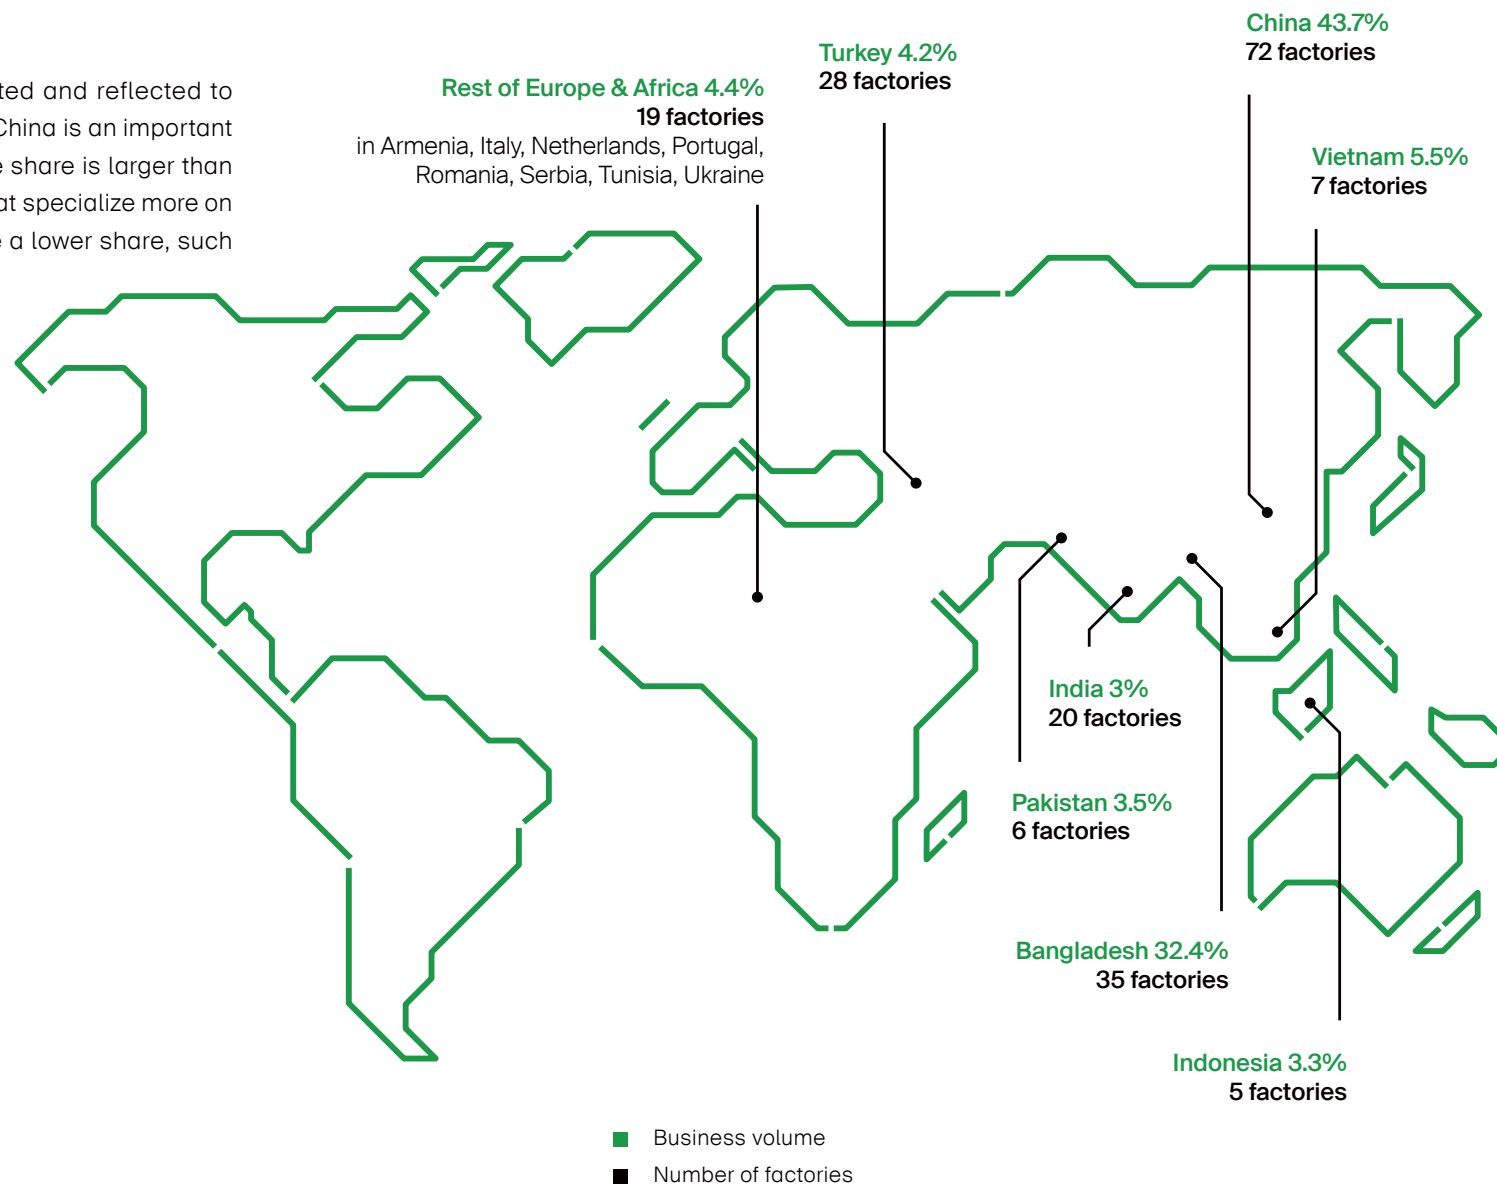 ted and reflected to
China is an important
e share is larger than
at specialize more on
e a lower share, such
Rest of Europe & Africa 4.4%
19 factories
in Armenia, Italy, Netherlands, Portugal,
Romania, Serbia, Tunisia, Ukraine
Turkey 4.2%
28 factories
China 43.7%
72 factories
Vietnam 5.5%
7 factories
India 3%
20 factories
Pakistan 3.5%
6 factories
Bangladesh 32.4%
35 factories
Indonesia 3.3%
5 factories
Business volume
Number of factories